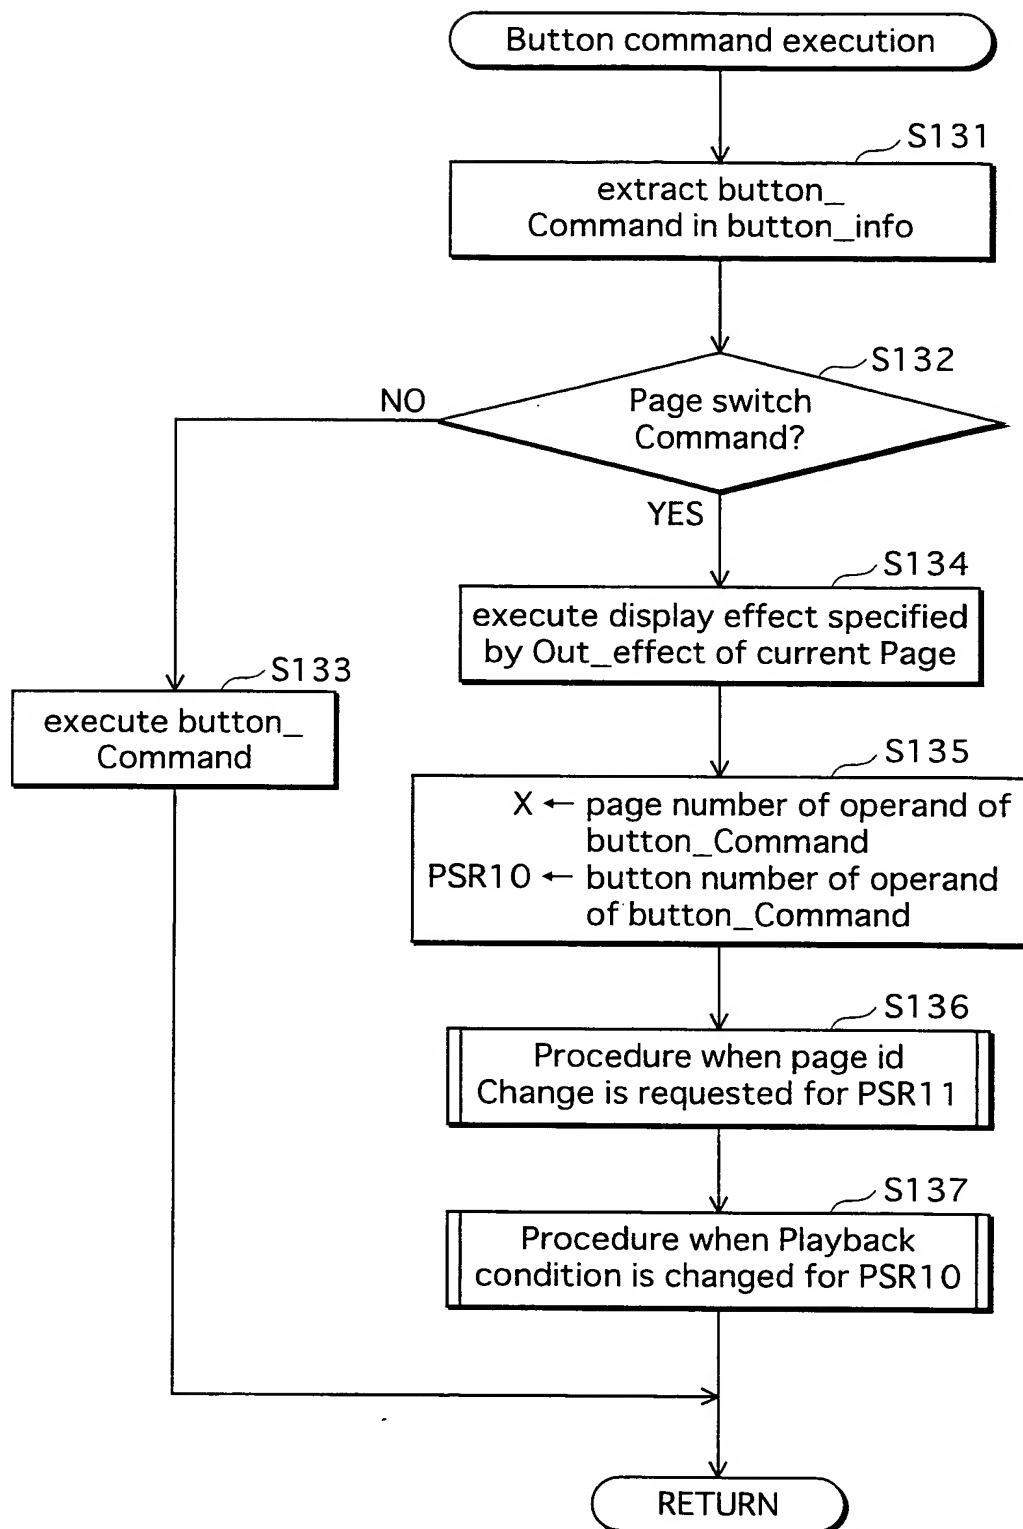 Button command execution
S131
extract button_
Command in button_info
S132
NO
Page switch
Command?
YES
S134
execute display effect specified
by Out_effect of current Page
S133
execute button_
Command
S135
X ← page number of operand of
button_Command
PSR10 ← button number of operand
of button_Command
S136
Procedure when page id
Change is requested for PSR11
S137
Procedure when Playback
condition is changed for PSR10
RETURN